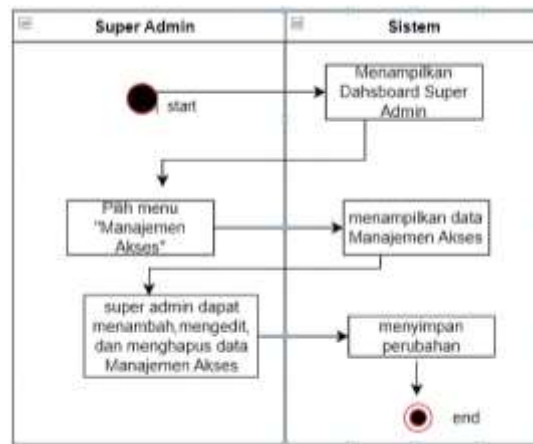 Super Admin
Sistem
start
Menampilkan
Dahsboard Super
Admin
Pilih menu
"Manajemen
Akses"
menampilkan data
Manajemen Akses
super admin dapat
menambah, mengedit,
dan menghapus data
Manajemen Akses
menyimpan
perubahan
end